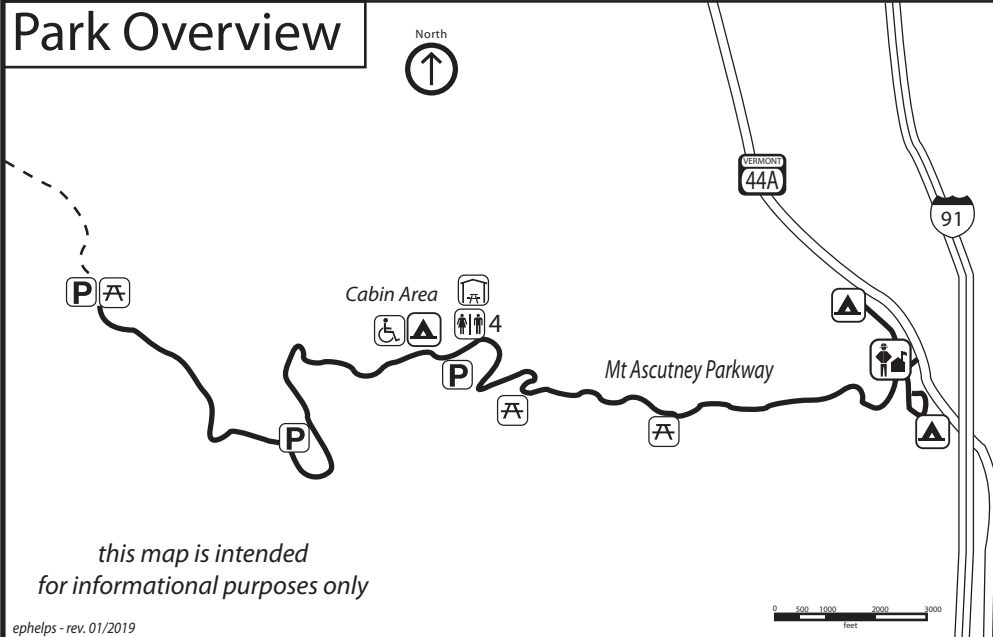 Park Overview
North
VERMONT
44A
91
P
Cabin Area
4
P
Mt Ascutney Parkway
P
this map is intended
for informational purposes only
ephelps - rev. 01/2019
0 500 1000 2000 3000
feet